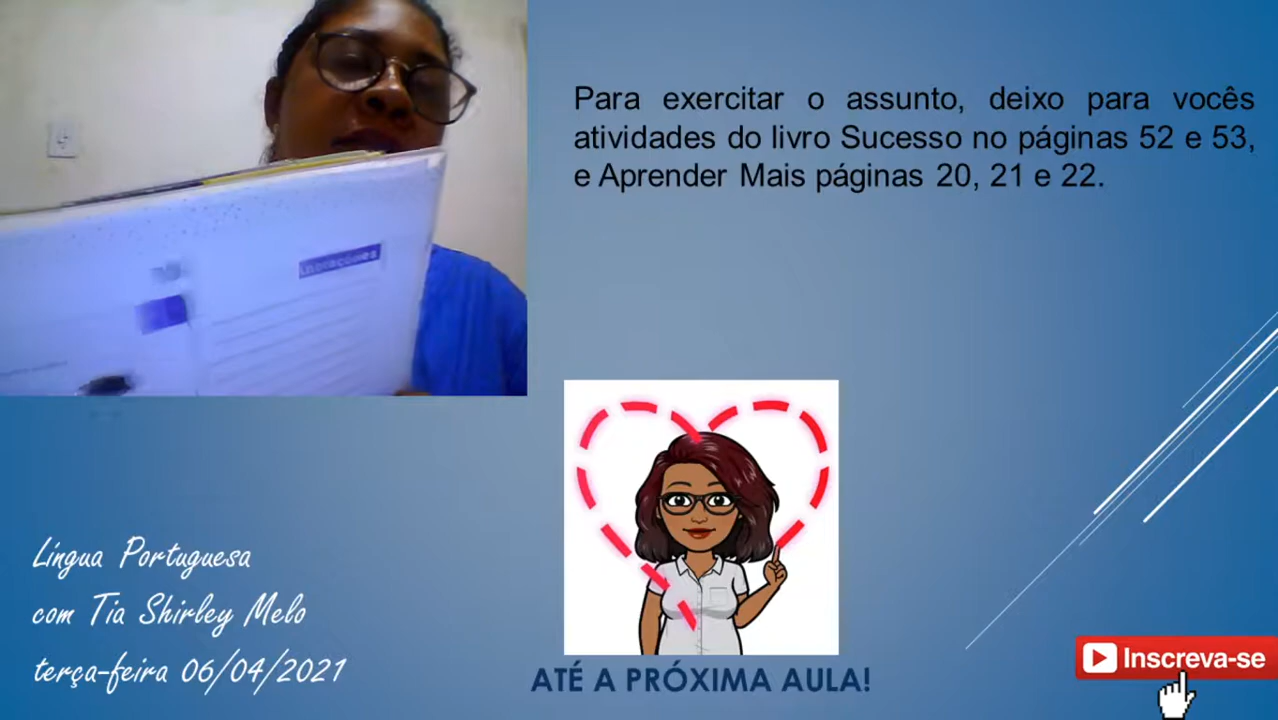 Para exercitar o assunto, deixo para vocês
atividades do livro Sucesso no páginas 52 e 53,
e Aprender Mais páginas 20, 21 e 22.
Língua Portuguesa
com Tia Shirley Melo
terça-feira 06/04/2021
ATÉ A PRÓXIMA AULA!
Inscreva-se